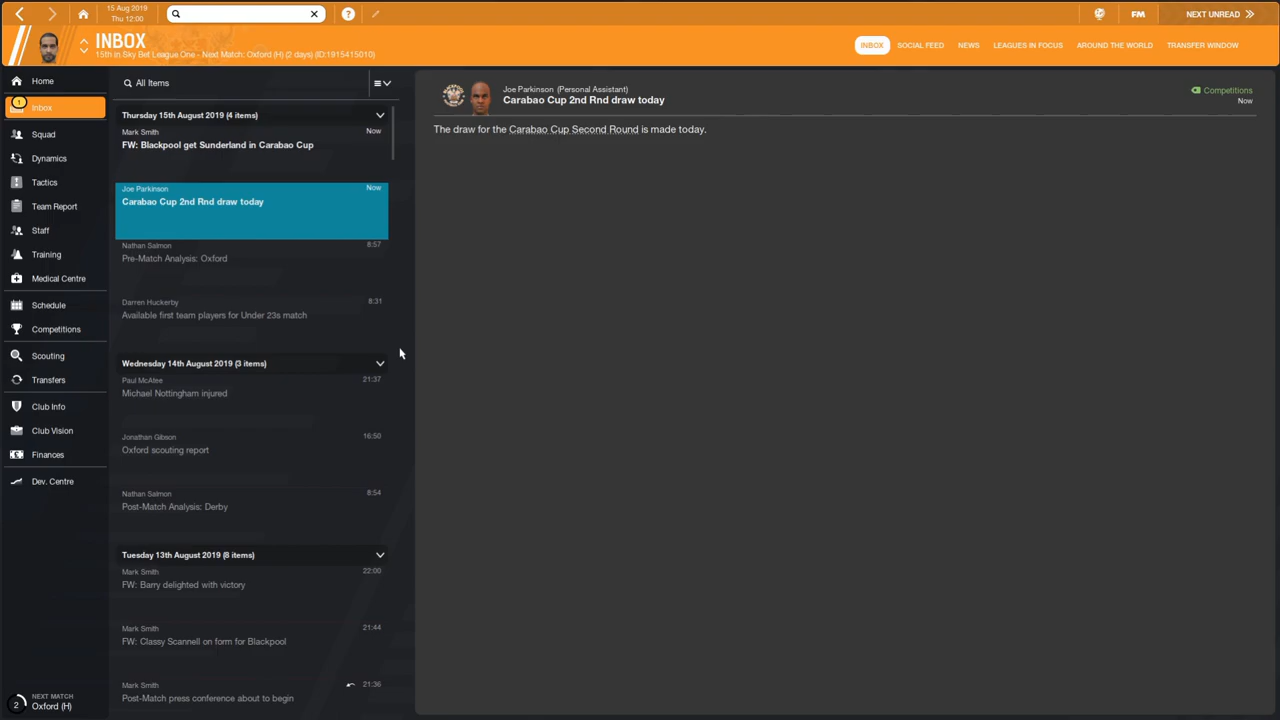 15 Aug 2019
Thu 12:00
FM
NEXT UNREAD
INBOX
15th in Sky Bet League One - Next Match: Oxford (H) (2 days) (ID:1915415010)
INBOX
SOCIAL FEED
NEWS
LEAGUES IN FOCUS
AROUND THE WORLD
TRANSFER WINDOW
Home
1
Inbox
Squad
Dynamics
Tactics
Team Report
Staff
Training
Medical Centre
Schedule
Competitions
Scouting
Transfers
Club Info
Club Vision
Finances
Dev. Centre
2
NEXT MATCH
Oxford (H)
All Items
Thursday 15th August 2019 (4 items)
Mark Smith Now
FW: Blackpool get Sunderland in Carabao Cup
Joe Parkinson Now
Carabao Cup 2nd Rnd draw today
Nathan Salmon 8:57
Pre-Match Analysis: Oxford
Darren Huckerby 8:31
Available first team players for Under 23s match
Wednesday 14th August 2019 (3 items)
Paul McAtee 21:37
Michael Nottingham injured
Jonathan Gibson 16:50
Oxford scouting report
Nathan Salmon 8:54
Post-Match Analysis: Derby
Tuesday 13th August 2019 (8 items)
Mark Smith 22:00
FW: Barry delighted with victory
Mark Smith 21:44
FW: Classy Scannell on form for Blackpool
Mark Smith 21:36
Post-Match press conference about to begin
Joe Parkinson (Personal Assistant)
Carabao Cup 2nd Rnd draw today
Competitions
Now
The draw for the Carabao Cup Second Round is made today.